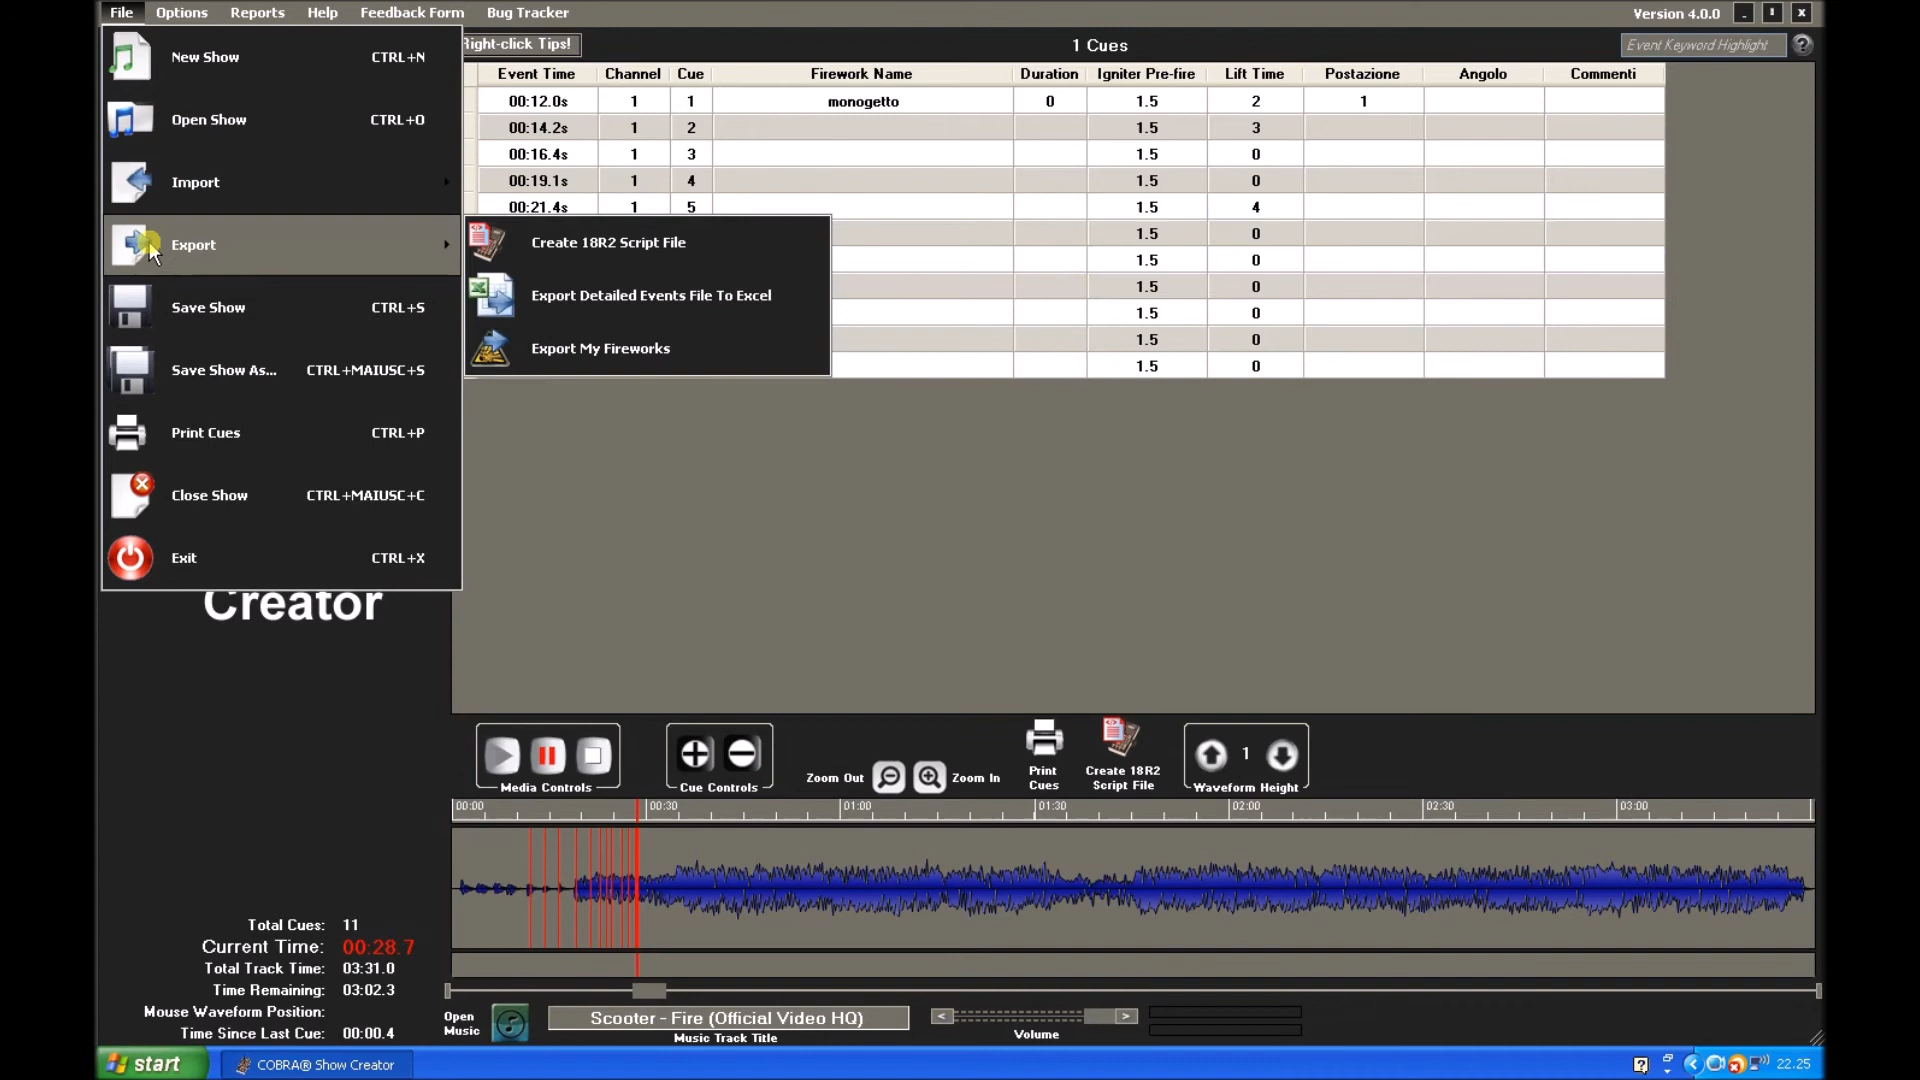 File Options Reports Help Feedback Form Bug Tracker Version 4.0.0
New Show CTRL+N
Open Show CTRL+O
Import
Export
Save Show CTRL+S
Save Show As... CTRL+MAIUSC+S
Print Cues CTRL+P
Close Show CTRL+MAIUSC+C
Exit CTRL+X
Creator
Right-click Tips! 1 Cues Event Keyword Highlight ?
Event Time Channel Cue Firework Name Duration Igniter Pre-fire Lift Time Postazione Angolo Commenti
00:12.0s 1 1 monogetto 0 1.5 2 1
00:14.2s 1 2 1.5 3
00:16.4s 1 3 1.5 0
00:19.1s 1 4 1.5 0
00:21.4s 1 5 1.5 4
1.5 0
1.5 0
1.5 0
1.5 0
1.5 0
1.5 0
Create 18R2 Script File
Export Detailed Events File To Excel
Export My Fireworks
Media Controls
Cue Controls
Zoom Out
Zoom In
Print
Cues
Create 18R2
Script File
1
Waveform Height
00:00 00:30 01:00 01:30 02:00 02:30 03:00
Total Cues: 11
Current Time: 00:28.7
Total Track Time: 03:31.0
Time Remaining: 03:02.3
Mouse Waveform Position:
Time Since Last Cue: 00:00.4
Open
Music
Scooter - Fire (Official Video HQ)
Music Track Title
< >
Volume
start COBRA® Show Creator 22.25